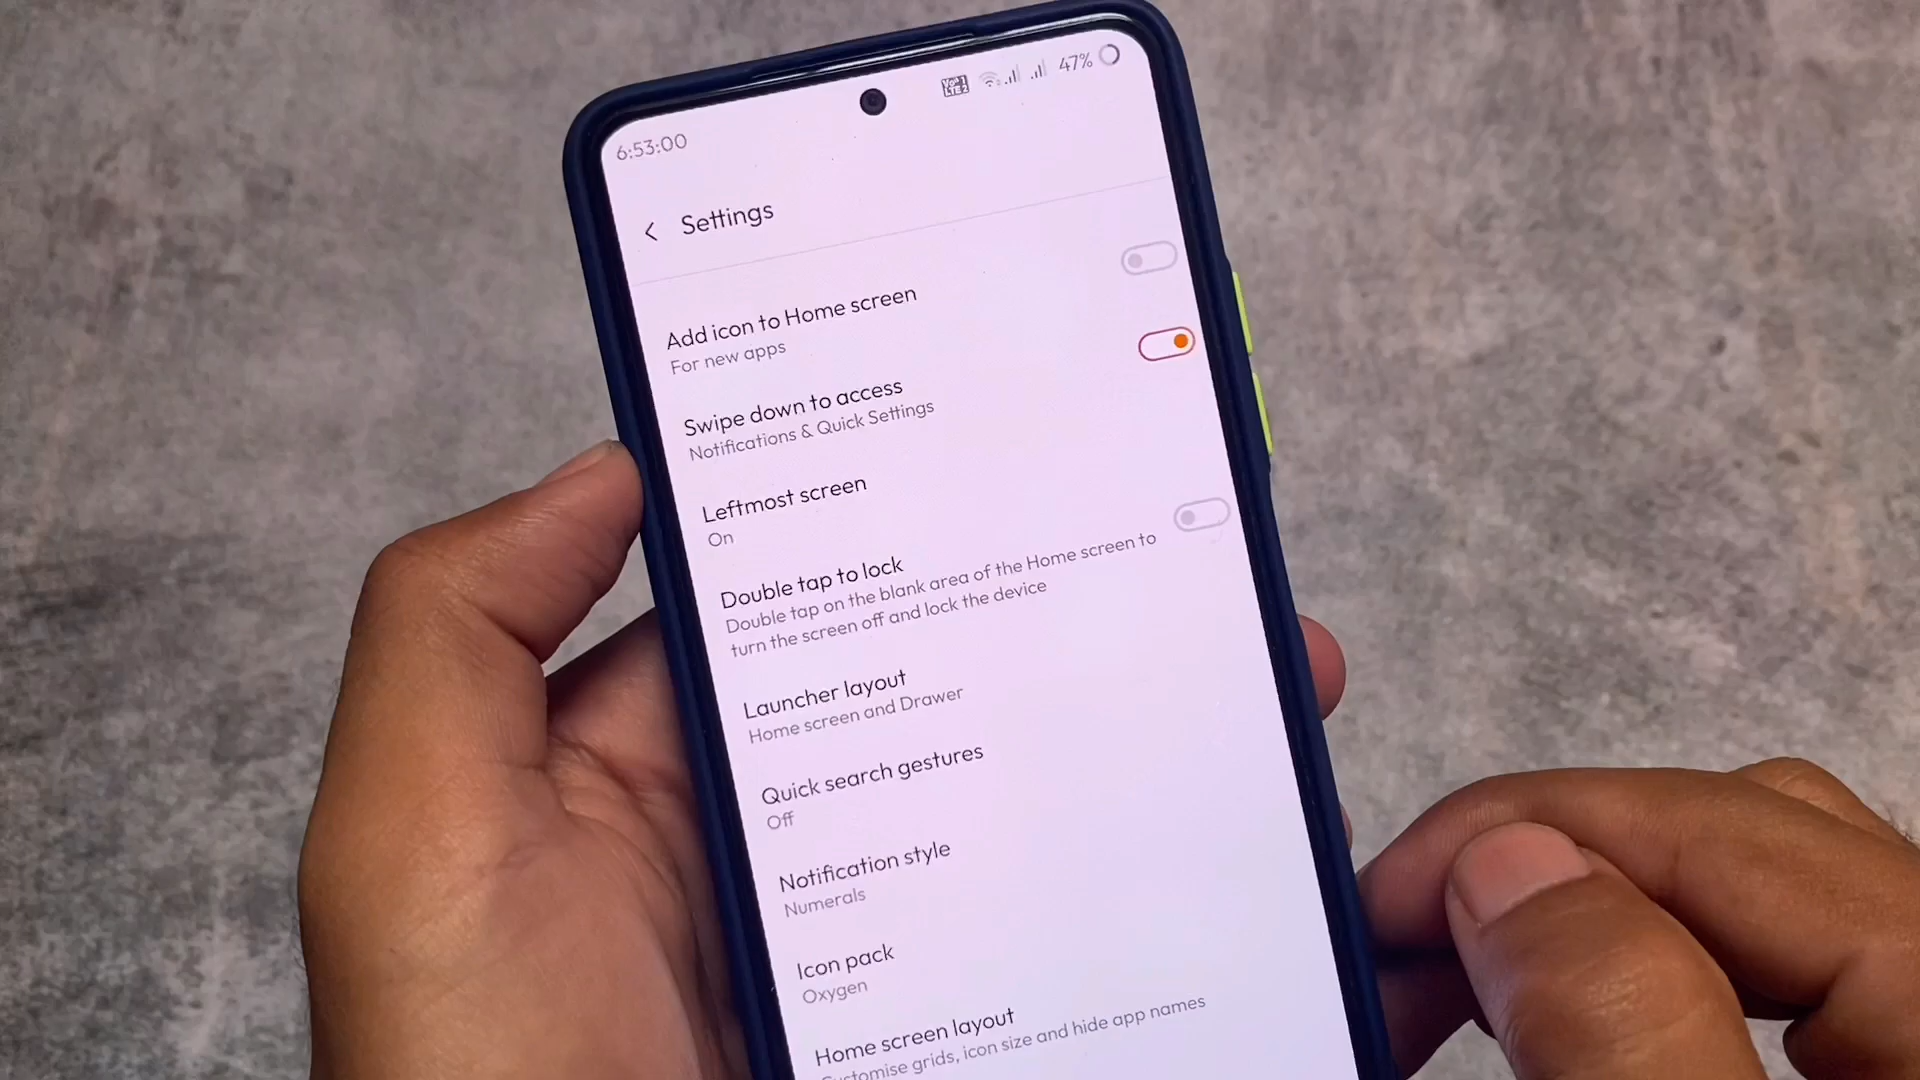 6:53:00
47%
Settings
Add icon to Home screen
For new apps
Swipe down to access
Notifications & Quick Settings
Leftmost screen
On
Double tap to lock
Double tap on the blank area of the Home screen to
turn the screen off and lock the device
Launcher layout
Home screen and Drawer
Quick search gestures
Off
Notification style
Numerals
Icon pack
Oxygen
Home screen layout
Customise grids, icon size and hide app names